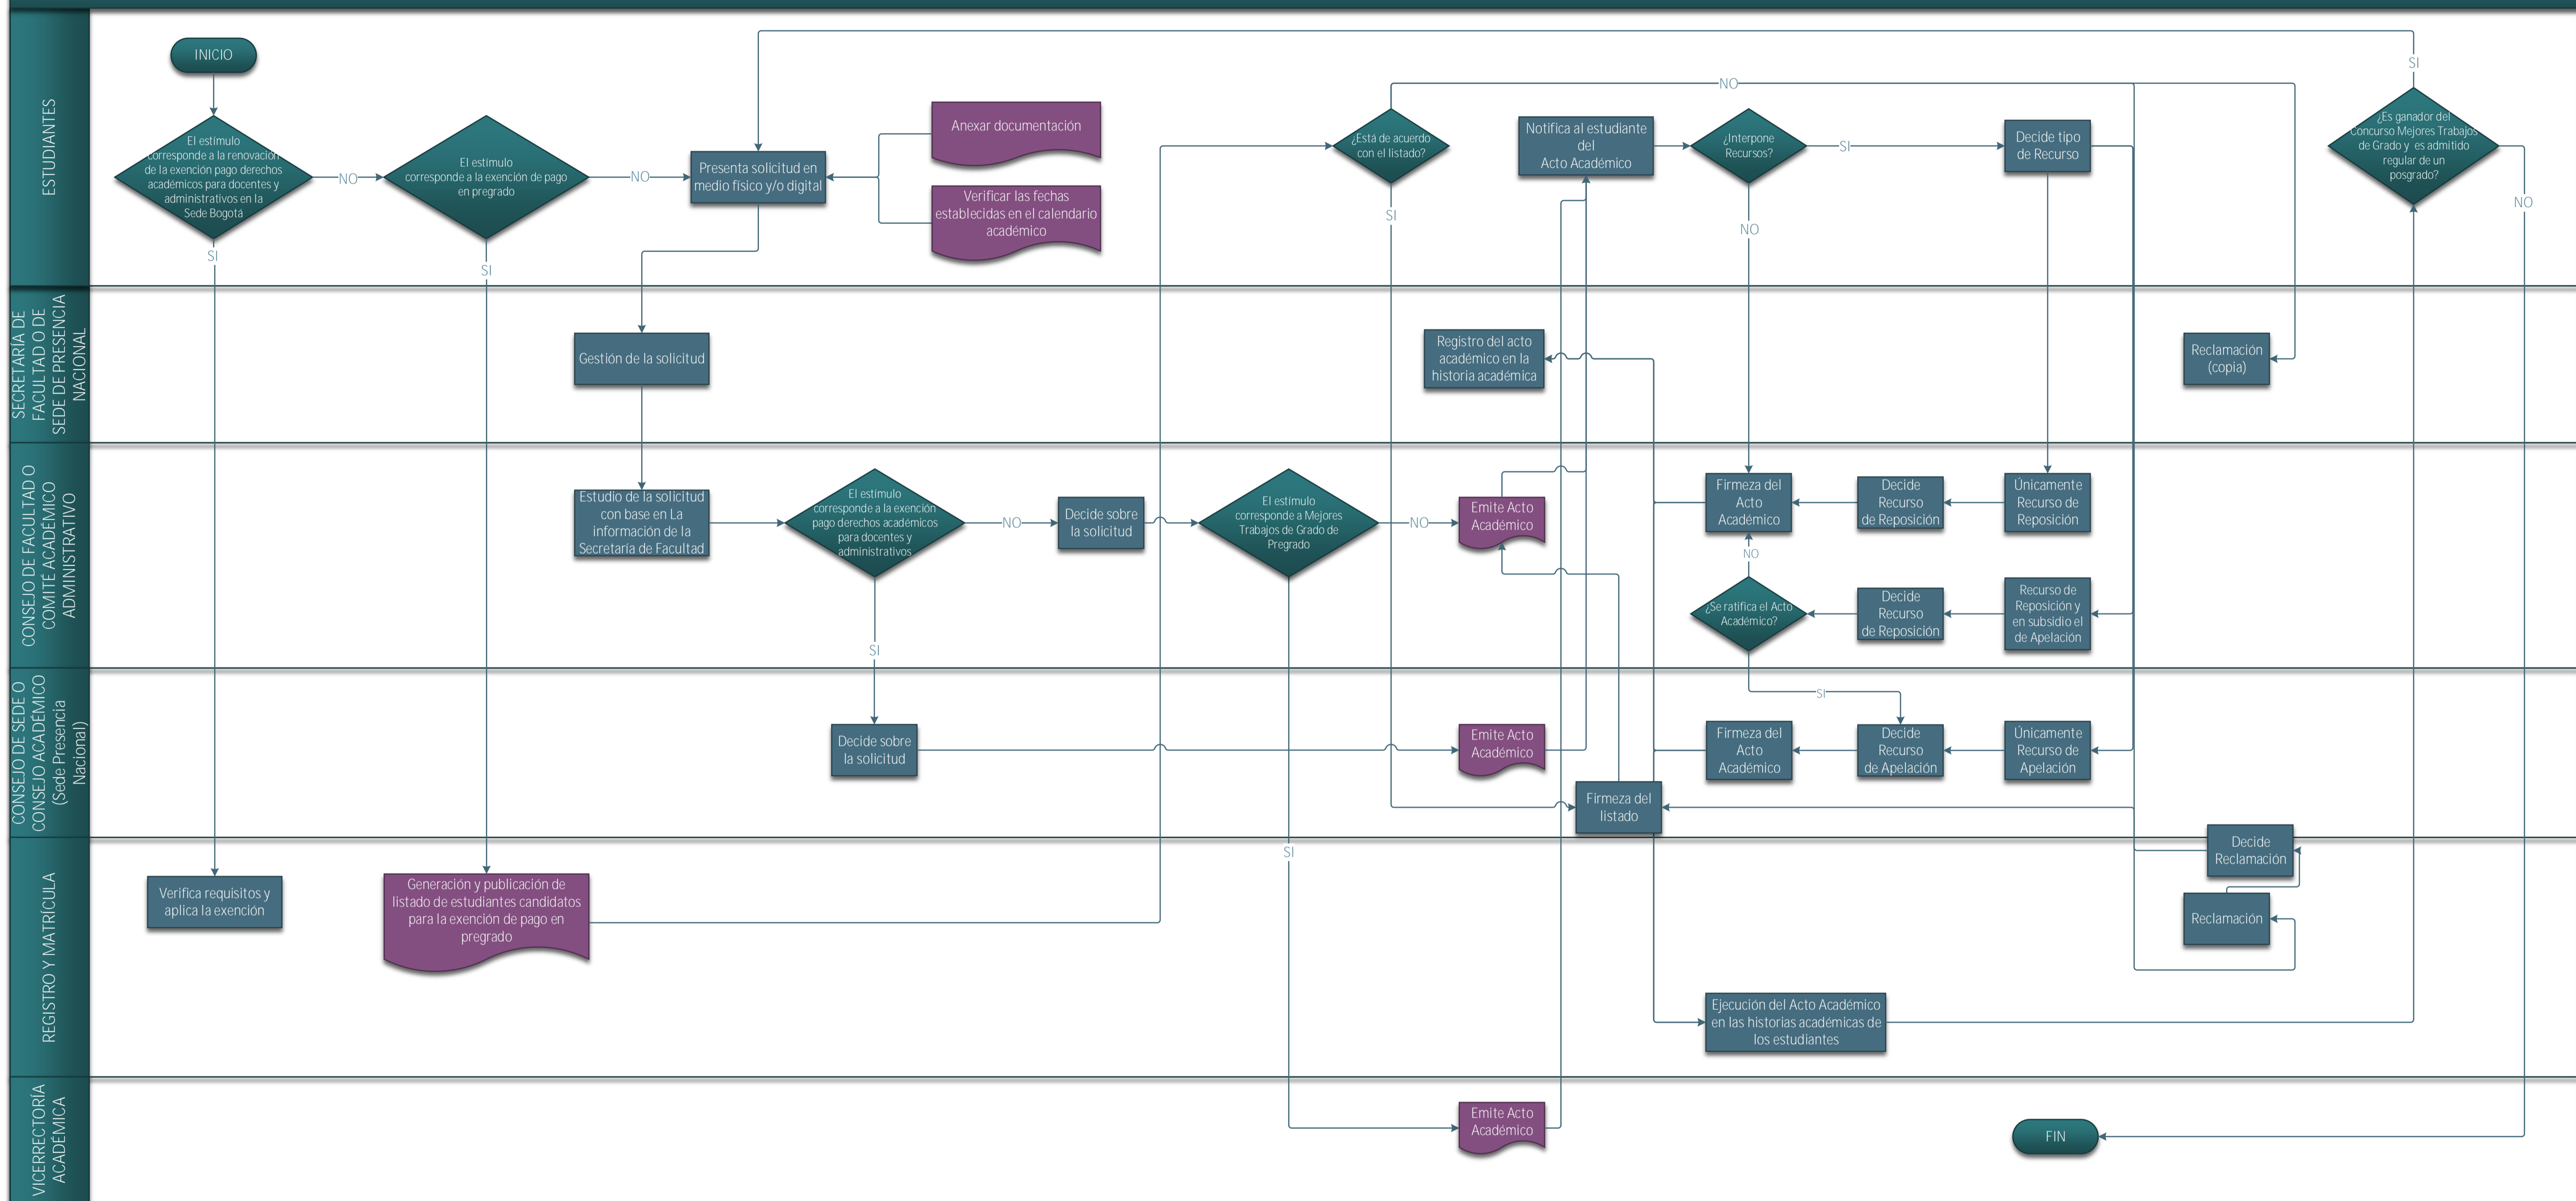 ESTUDIANTES
INICIO
El estímulo
corresponde a la renovación
de la exención pago derechos
académicos para docentes y
administrativos en la
Sede Bogotá
NO
SI
El estímulo
corresponde a la exención de pago
en pregrado
NO
SI
Presenta solicitud en
medio físico y/o digital
Anexar documentación
Verificar las fechas
establecidas en el calendario
académico
¿Está de acuerdo
con el listado?
NO
SI
Notifica al estudiante
del
Acto Académico
¿Interpone
Recursos?
SI
NO
Decide tipo
de Recurso
¿Es ganador del
Concurso Mejores Trabajos
de Grado y es admitido
regular de un
posgrado?
SI
NO
SECRETARÍA DE
FACULTAD O DE
SEDE DE PRESENCIA
NACIONAL
Gestión de la solicitud
Registro del acto
académico en la
historia académica
Reclamación
(copia)
CONSEJO DE FACULTAD O
COMITÉ ACADÉMICO
ADMINISTRATIVO
Estudio de la solicitud
con base en La
información de la
Secretaría de Facultad
El estímulo
corresponde a la exención
pago derechos académicos
para docentes y
administrativos
NO
SI
Decide sobre
la solicitud
El estímulo
corresponde a Mejores
Trabajos de Grado de
Pregrado
NO
SI
Emite Acto
Académico
Firmeza del
Acto
Académico
Decide
Recurso
de Reposición
Únicamente
Recurso de
Reposición
NO
¿Se ratifica el Acto
Académico?
SI
Decide
Recurso
de Reposición
Recurso de
Reposición y
en subsidio el
de Apelación
CONSEJO DE SEDE O
CONSEJO ACADÉMICO
(Sede Presencia
Nacional)
Decide sobre
la solicitud
Emite Acto
Académico
Firmeza del
Acto
Académico
Decide
Recurso
de Apelación
Únicamente
Recurso de
Apelación
Firmeza del
listado
REGISTRO Y MATRÍCULA
Verifica requisitos y
aplica la exención
Generación y publicación de
listado de estudiantes candidatos
para la exención de pago en
pregrado
Decide
Reclamación
Reclamación
Ejecución del Acto Académico
en las historias académicas de
los estudiantes
VICERRECTORÍA
ACADÉMICA
Emite Acto
Académico
FIN